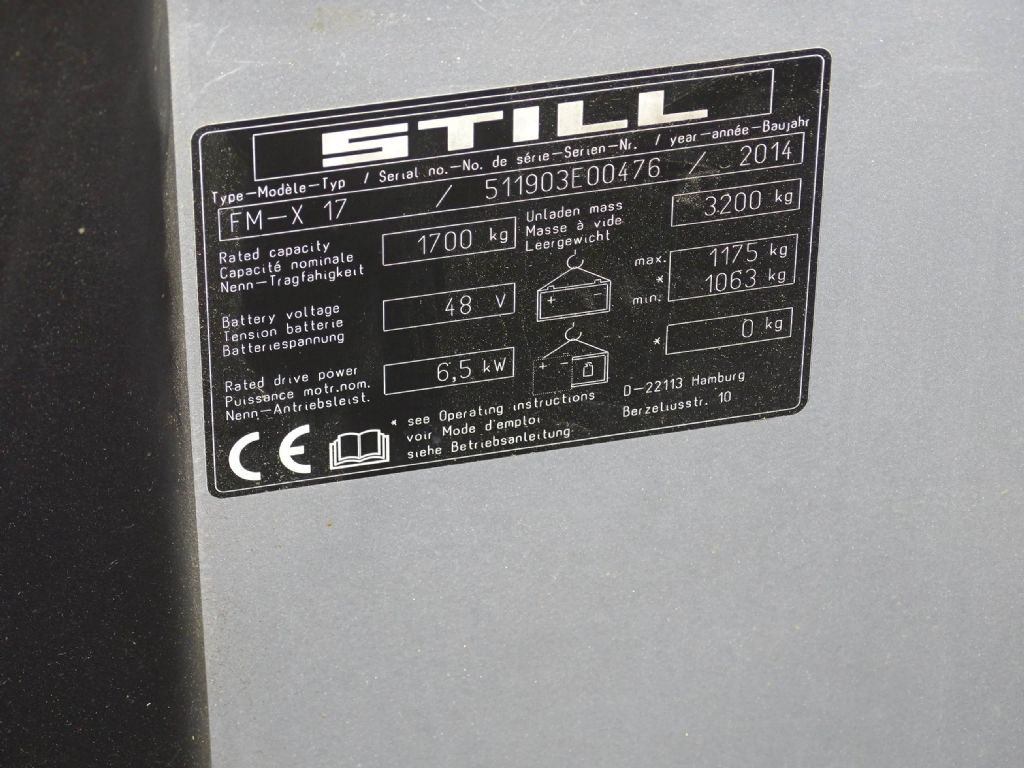 STILL
Type-Modèle-Typ / Serial no.-No. de série-Serien-Nr. / year-année-Baujahr
FM-X 17 / 511903E00476 / 2014
Rated capacity
Capacité nominale
Nenn-Tragfähigkeit
1700 kg
Unladen mass
Masse à vide
Leergewicht
3200 kg
Battery voltage
Tension batterie
Batteriespannung
48 V
+ -
max. 1175 kg
*
min. 1063 kg
Rated drive power
Puissance motr.nom.
Nenn-Antriebsleist.
6,5 kW
+ -
* 0 kg
CE
* see Operating instructions
voir Mode d'emploi
siehe Betriebsanleitung.
D-22113 Hamburg
Berzeliusstr. 10